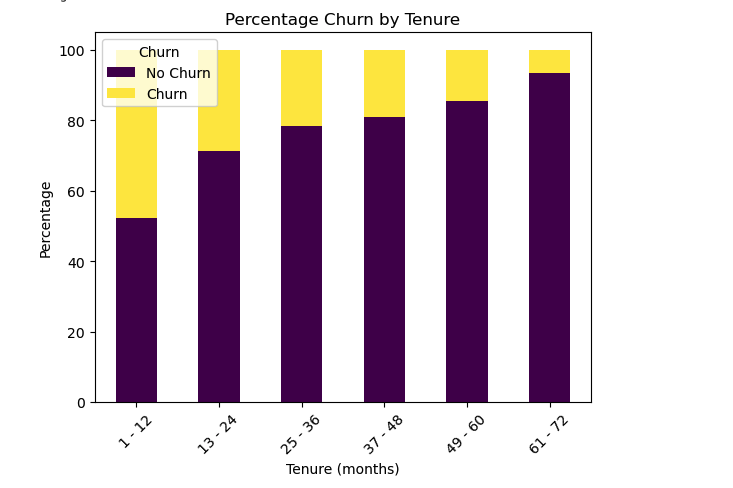 Percentage Churn by Tenure
Churn
No Churn
Churn
100
80
60
40
20
0
Percentage
1 - 12
13 - 24
25 - 36
37 - 48
49 - 60
61 - 72
Tenure (months)